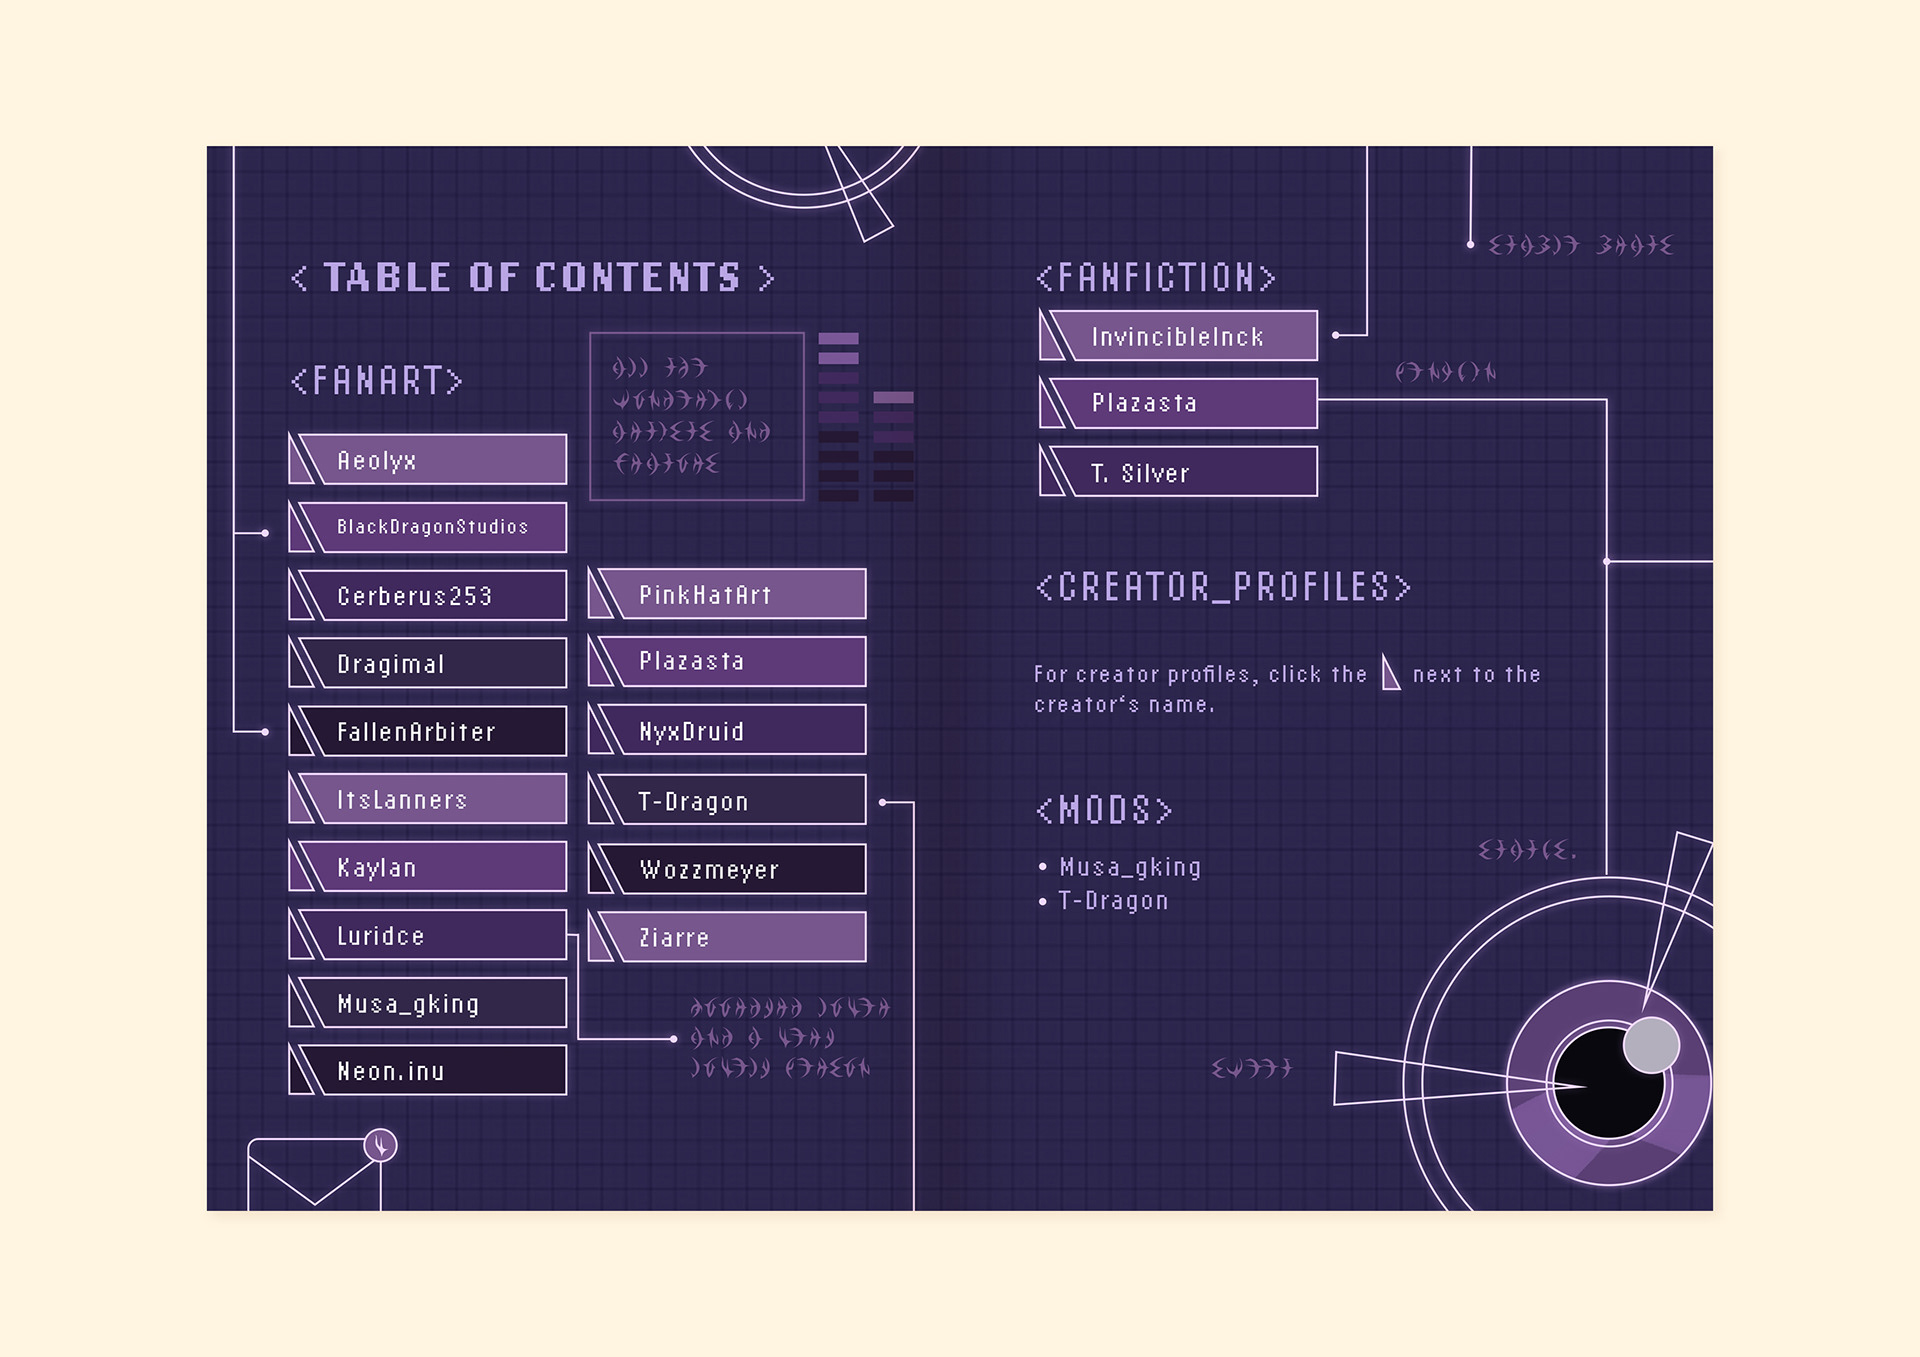 < TABLE OF CONTENTS >
<FANART>
Aeolyx
BlackDragonStudios
Cerberus253
Dragimal
FallenArbiter
ItsLanners
Kaylan
Luridce
Musa_gking
Neon.inu
PinkHatArt
Plazasta
NyxDruid
T-Dragon
Wozzmeyer
Ziarre
<FANFICTION>
InvincibleInck
Plazasta
T. Silver
<CREATOR_PROFILES>
For creator profiles, click the next to the
creator‘s name.
<MODS>
• Musa_gking
• T-Dragon